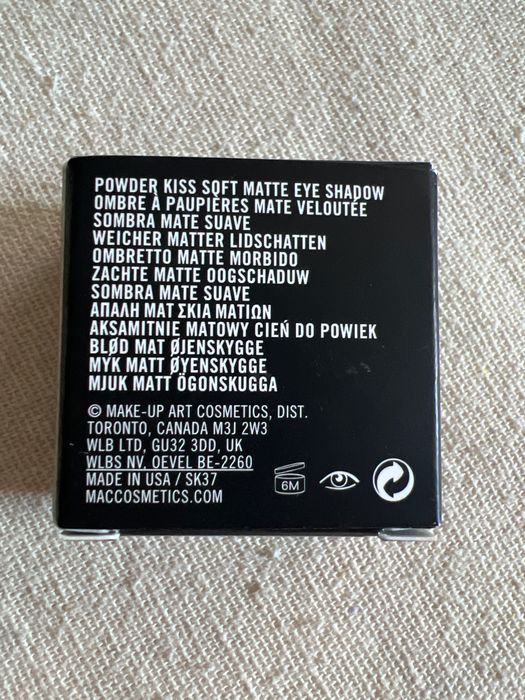 POWDER KISS SOFT MATTE EYE SHADOW
OMBRE À PAUPIÈRES MATE VELOUTÉE
SOMBRA MATE SUAVE
WEICHER MATTER LIDSCHATTEN
OMBRETTO MATTE MORBIDO
ZACHTE MATTE OOGSCHADUW
SOMBRA MATE SUAVE
ΑΠΑΛΗ ΜΑΤ ΣΚΙΑ ΜΑΤΙΩΝ
AKSAMITNIE MATOWY CIEŃ DO POWIEK
BLØD MAT ØJENSKYGGE
MYK MATT ØYENSKYGGE
MJUK MATT ÖGONSKUGGA
© MAKE-UP ART COSMETICS, DIST.
TORONTO, CANADA M3J 2W3
WLB LTD, GU32 3DD, UK
WLBS NV, OEVEL BE-2260
MADE IN USA / SK37
MACCOSMETICS.COM
6M